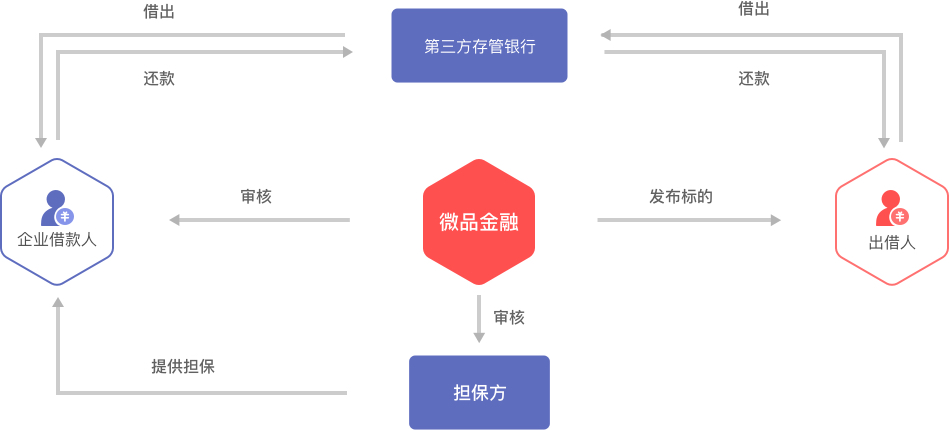 借出
第三方存管银行
借出
还款
还款
审核
微品金融
发布标的
企业借款人
出借人
审核
提供担保
担保方